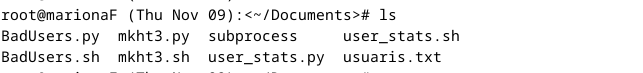 root@marionaF (Thu Nov 09):<~/Documents># ls
BadUsers.py  mkht3.py  subprocess     user_stats.sh
BadUsers.sh  mkht3.sh  user_stats.py  usuaris.txt